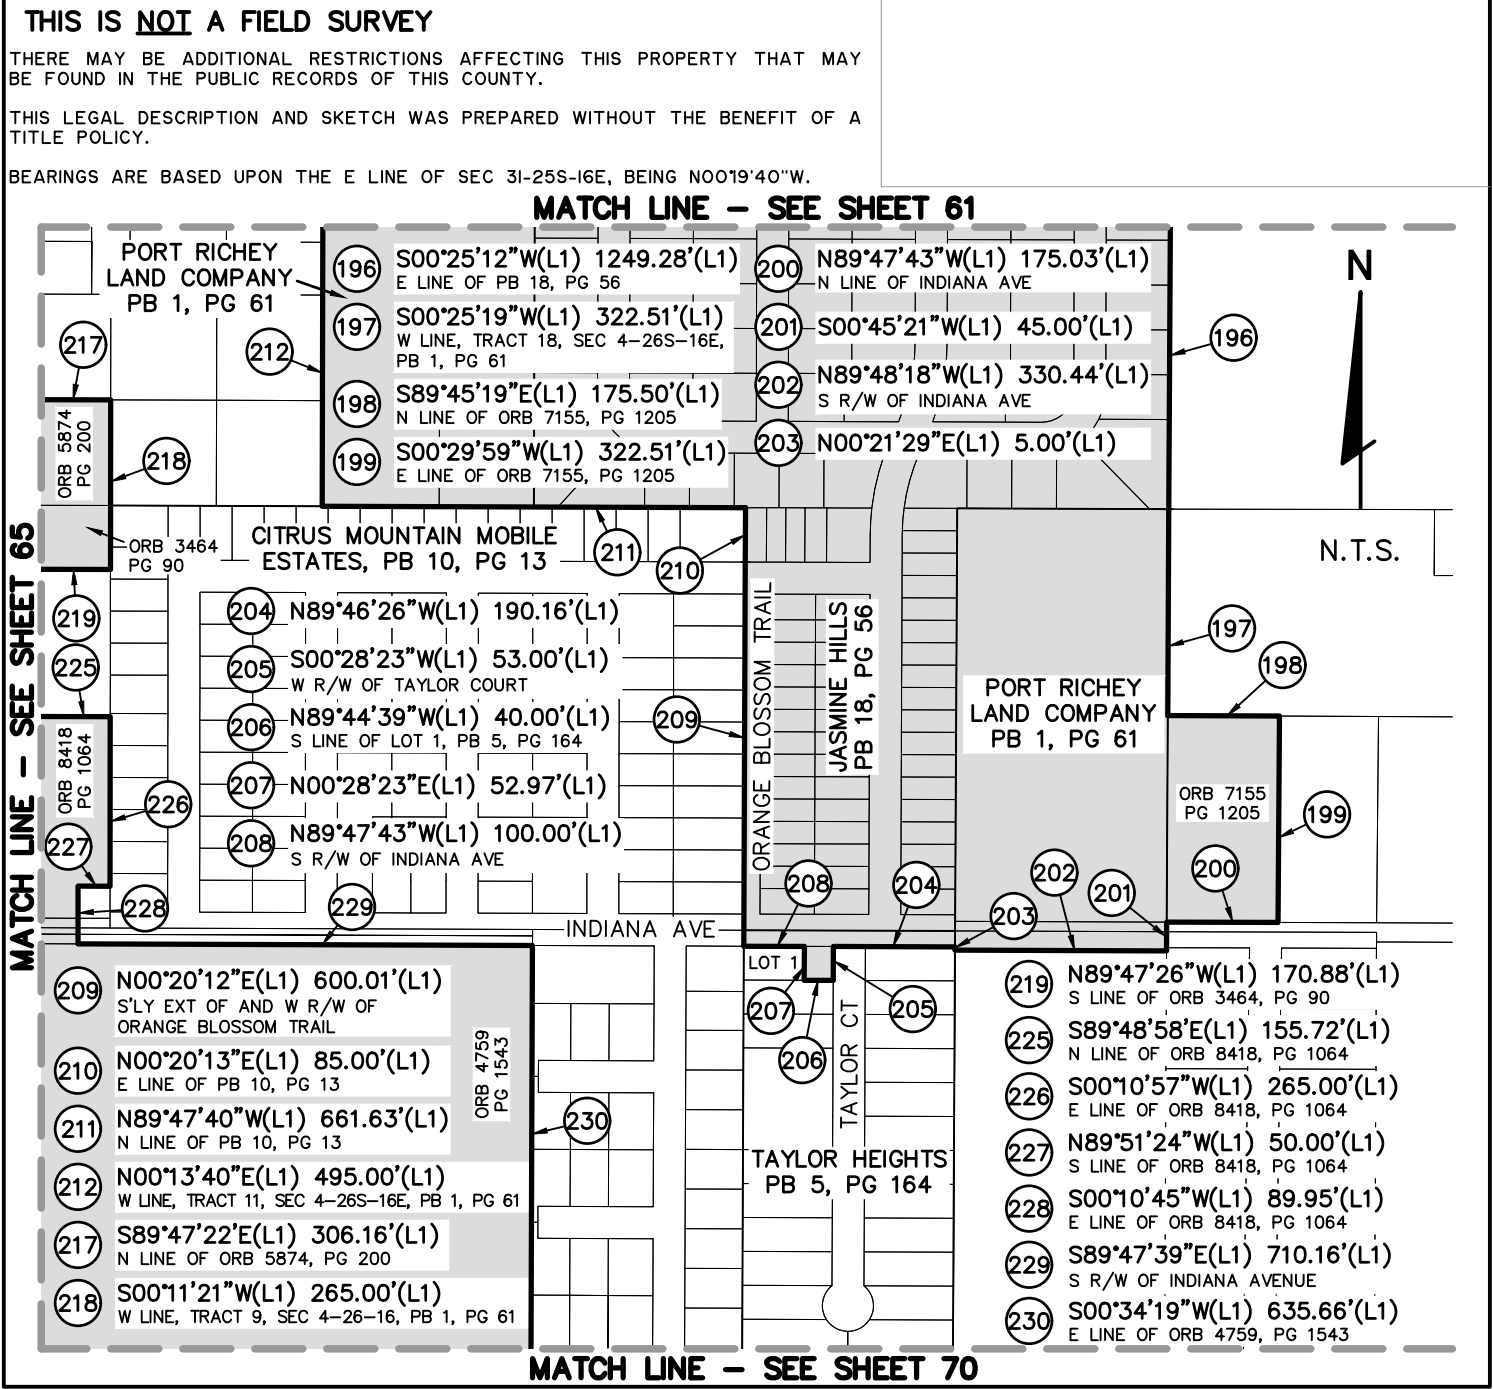 THIS IS NOT A FIELD SURVEY
THERE MAY BE ADDITIONAL RESTRICTIONS AFFECTING THIS PROPERTY THAT MAY
BE FOUND IN THE PUBLIC RECORDS OF THIS COUNTY.
THIS LEGAL DESCRIPTION AND SKETCH WAS PREPARED WITHOUT THE BENEFIT OF A
TITLE POLICY.
BEARINGS ARE BASED UPON THE E LINE OF SEC 31-25S-16E, BEING N00°19'40"W.
MATCH LINE - SEE SHEET 61
PORT RICHEY
LAND COMPANY
PB 1, PG 61
196 S00°25'12"W(L1) 1249.28'(L1)
E LINE OF PB 18, PG 56
197 S00°25'19"W(L1) 322.51'(L1)
W LINE, TRACT 18, SEC 4-26S-16E,
PB 1, PG 61
198 S89°45'19"E(L1) 175.50'(L1)
N LINE OF ORB 7155, PG 1205
199 S00°29'59"W(L1) 322.51'(L1)
E LINE OF ORB 7155, PG 1205
200 N89°47'43"W(L1) 175.03'(L1)
N LINE OF INDIANA AVE
201 S00°45'21"W(L1) 45.00'(L1)
202 N89°48'18"W(L1) 330.44'(L1)
S R/W OF INDIANA AVE
203 N00°21'29"E(L1) 5.00'(L1)
N
N.T.S.
196
217
212
ORB 5874
PG 200
218
ORB 3464
PG 90
CITRUS MOUNTAIN MOBILE
ESTATES, PB 10, PG 13
211
210
219
225
MATCH LINE - SEE SHEET 65
204 N89°46'26"W(L1) 190.16'(L1)
205 S00°28'23"W(L1) 53.00'(L1)
W R/W OF TAYLOR COURT
206 N89°44'39"W(L1) 40.00'(L1)
S LINE OF LOT 1, PB 5, PG 164
207 N00°28'23"E(L1) 52.97'(L1)
208 N89°47'43"W(L1) 100.00'(L1)
S R/W OF INDIANA AVE
209
ORANGE BLOSSOM TRAIL
JASMINE HILLS
PB 18, PG 56
PORT RICHEY
LAND COMPANY
PB 1, PG 61
197
198
ORB 7155
PG 1205
199
200
ORB 8418
PG 1064
226
227
228
229
INDIANA AVE
208
204
203
202
201
LOT 1
207
206
205
TAYLOR CT
TAYLOR HEIGHTS
PB 5, PG 164
209 N00°20'12"E(L1) 600.01'(L1)
S'LY EXT OF AND W R/W OF
ORANGE BLOSSOM TRAIL
210 N00°20'13"E(L1) 85.00'(L1)
E LINE OF PB 10, PG 13
211 N89°47'40"W(L1) 661.63'(L1)
N LINE OF PB 10, PG 13
212 N00°13'40"E(L1) 495.00'(L1)
W LINE, TRACT 11, SEC 4-26S-16E, PB 1, PG 61
217 S89°47'22'E(L1) 306.16'(L1)
N LINE OF ORB 5874, PG 200
218 S00°11'21"W(L1) 265.00'(L1)
W LINE, TRACT 9, SEC 4-26-16, PB 1, PG 61
ORB 4759
PG 1543
230
219 N89°47'26"W(L1) 170.88'(L1)
S LINE OF ORB 3464, PG 90
225 S89°48'58'E(L1) 155.72'(L1)
N LINE OF ORB 8418, PG 1064
226 S00°10'57"W(L1) 265.00'(L1)
E LINE OF ORB 8418, PG 1064
227 N89°51'24"W(L1) 50.00'(L1)
S LINE OF ORB 8418, PG 1064
228 S00°10'45"W(L1) 89.95'(L1)
E LINE OF ORB 8418, PG 1064
229 S89°47'39"E(L1) 710.16'(L1)
S R/W OF INDIANA AVENUE
230 S00°34'19"W(L1) 635.66'(L1)
E LINE OF ORB 4759, PG 1543
MATCH LINE - SEE SHEET 70